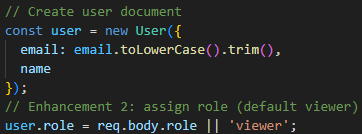 // Create user document
const user = new User({
  email: email.toLowerCase().trim(),
  name
});
// Enhancement 2: assign role (default viewer)
user.role = req.body.role || 'viewer';